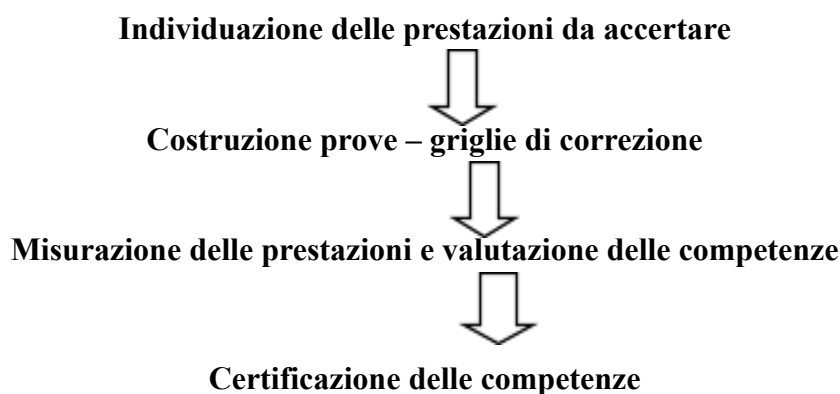 Individuazione delle prestazioni da accertare
Costruzione prove – griglie di correzione
Misurazione delle prestazioni e valutazione delle competenze
Certificazione delle competenze